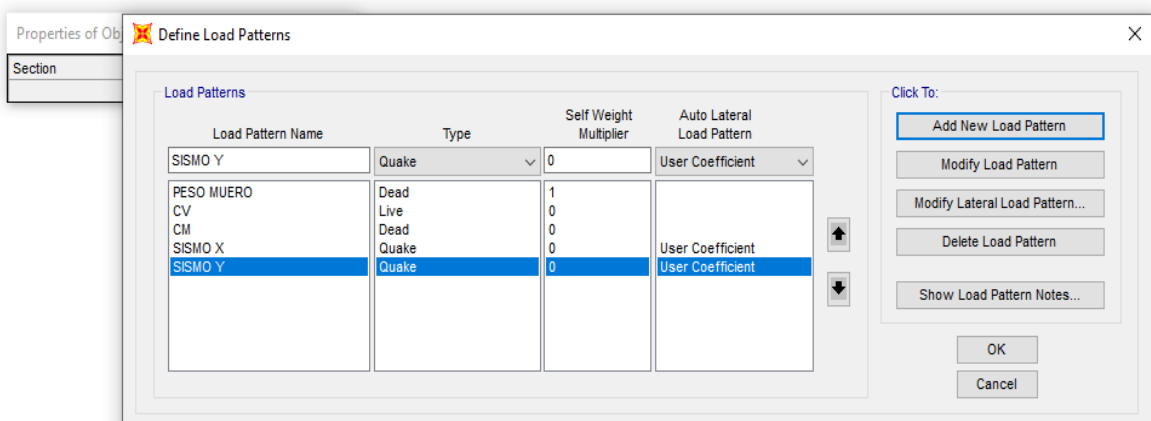 Properties of Obj
Section
Define Load Patterns
Load Patterns
Load Pattern Name Type Self Weight Multiplier Auto Lateral Load Pattern
SISMO Y Quake 0 User Coefficient
PESO MUERO Dead 1
CV Live 0
CM Dead 0
SISMO X Quake 0 User Coefficient
SISMO Y Quake 0 User Coefficient
Click To:
Add New Load Pattern
Modify Load Pattern
Modify Lateral Load Pattern...
Delete Load Pattern
Show Load Pattern Notes...
OK
Cancel